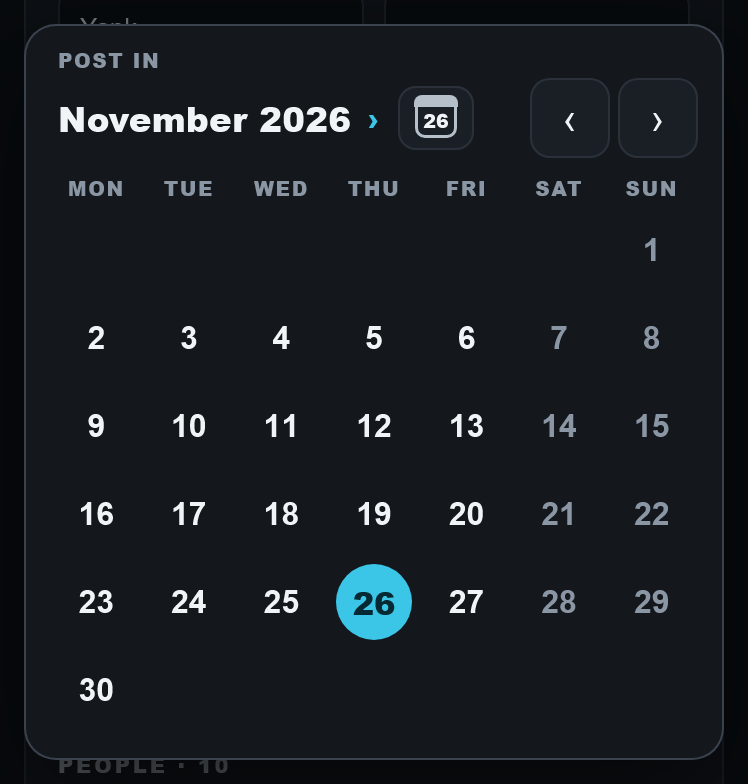 POST IN
November 2026 ›
26
‹ ›
MON TUE WED THU FRI SAT SUN
1
2 3 4 5 6 7 8
9 10 11 12 13 14 15
16 17 18 19 20 21 22
23 24 25 26 27 28 29
30
PEOPLE · 10